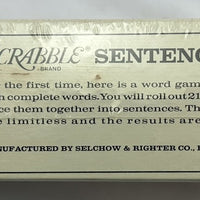 CRABBLE® SENTENC
BRAND
the first time, here is a word gam
h complete words. You will roll out 21
ce them together into sentences. Th
e limitless and the results are
NUFACTURED BY SELCHOW & RIGHTER CO.,